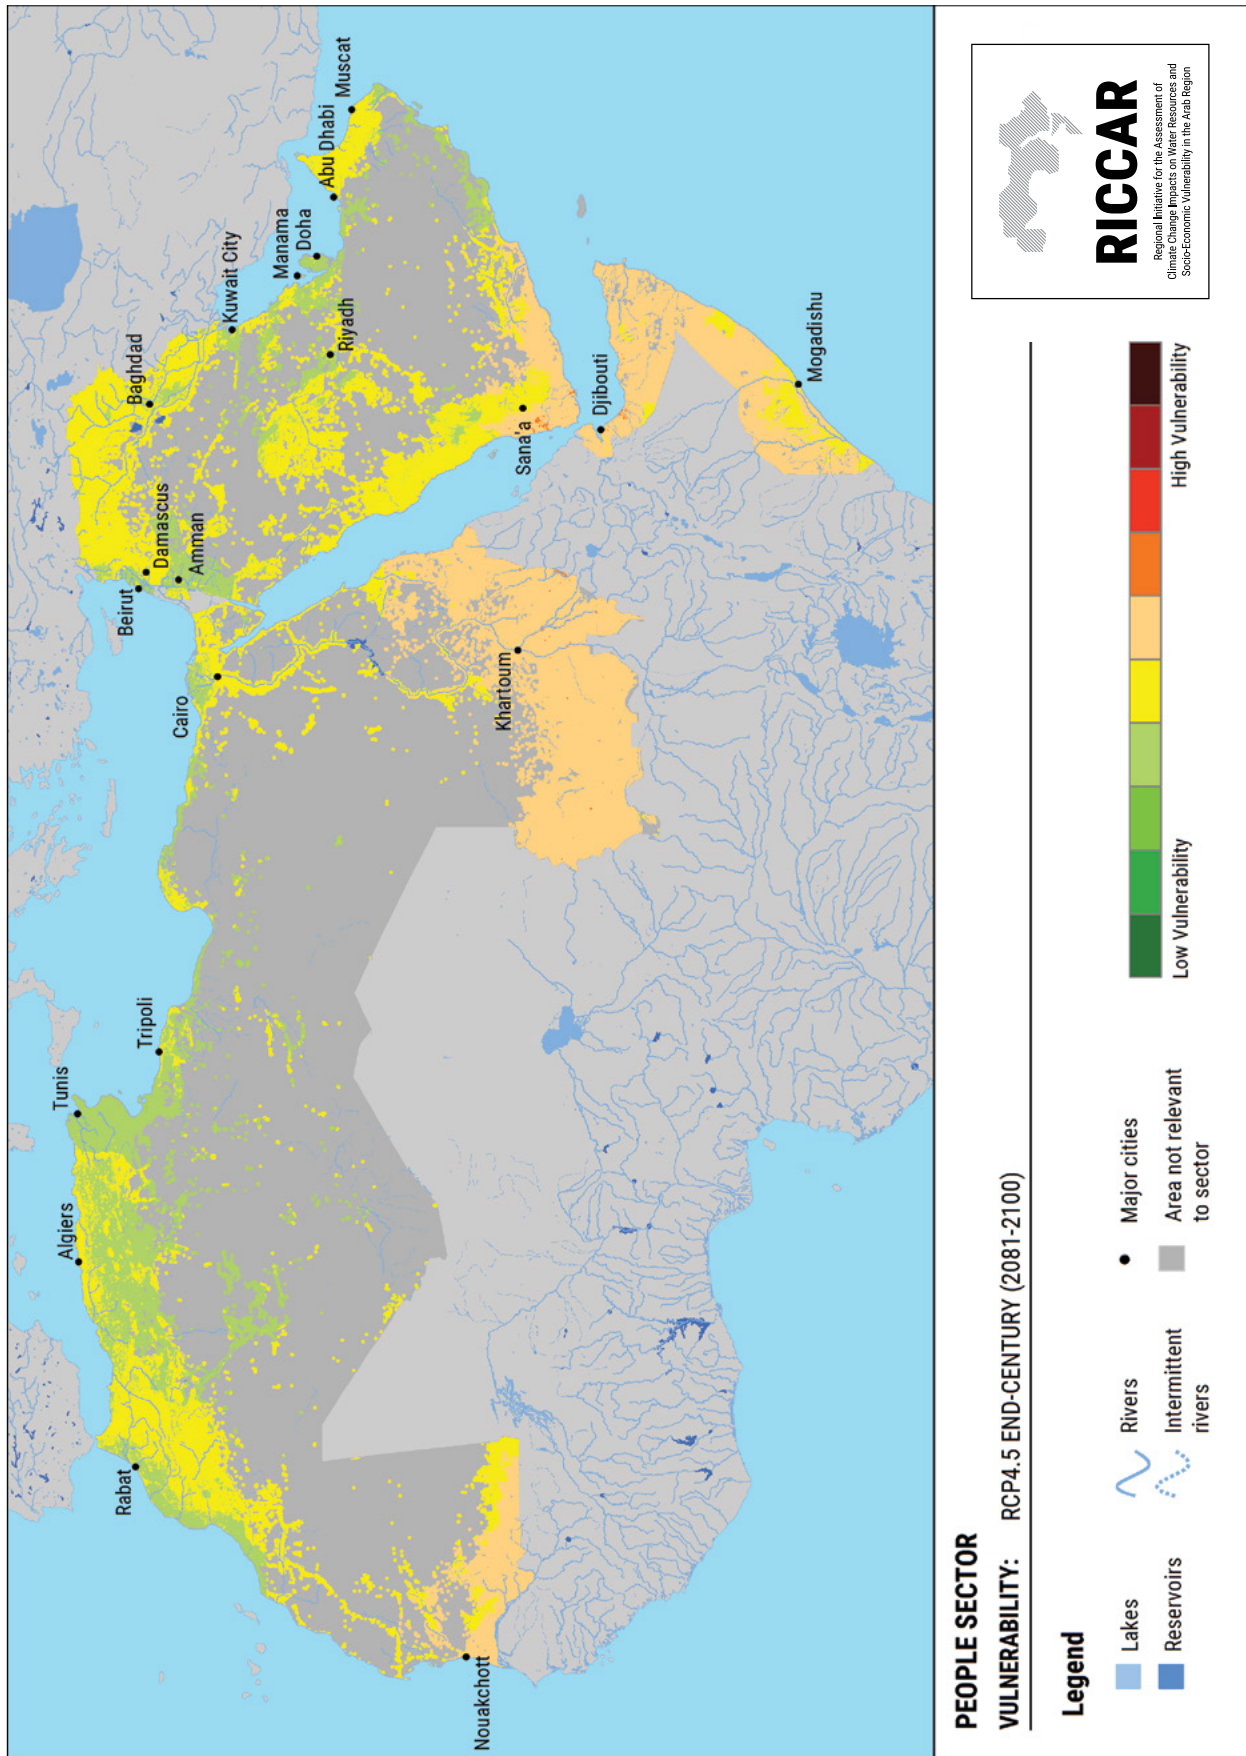 Algiers
Tunis
Tripoli
Rabat
Nouakchott
Cairo
Beirut
Damascus
Amman
Baghdad
Kuwait City
Manama
Doha
Abu Dhabi
Muscat
Riyadh
Sana'a
Djibouti
Khartoum
Mogadishu
PEOPLE SECTOR
VULNERABILITY: RCP4.5 END-CENTURY (2081-2100)
Legend
Lakes
Reservoirs
Rivers
Intermittent
rivers
Major cities
Area not relevant
to sector
Low Vulnerability
High Vulnerability
RICCAR
Regional Initiative for the Assessment of
Climate Change Impacts on Water Resources and
Socio-Economic Vulnerability in the Arab Region